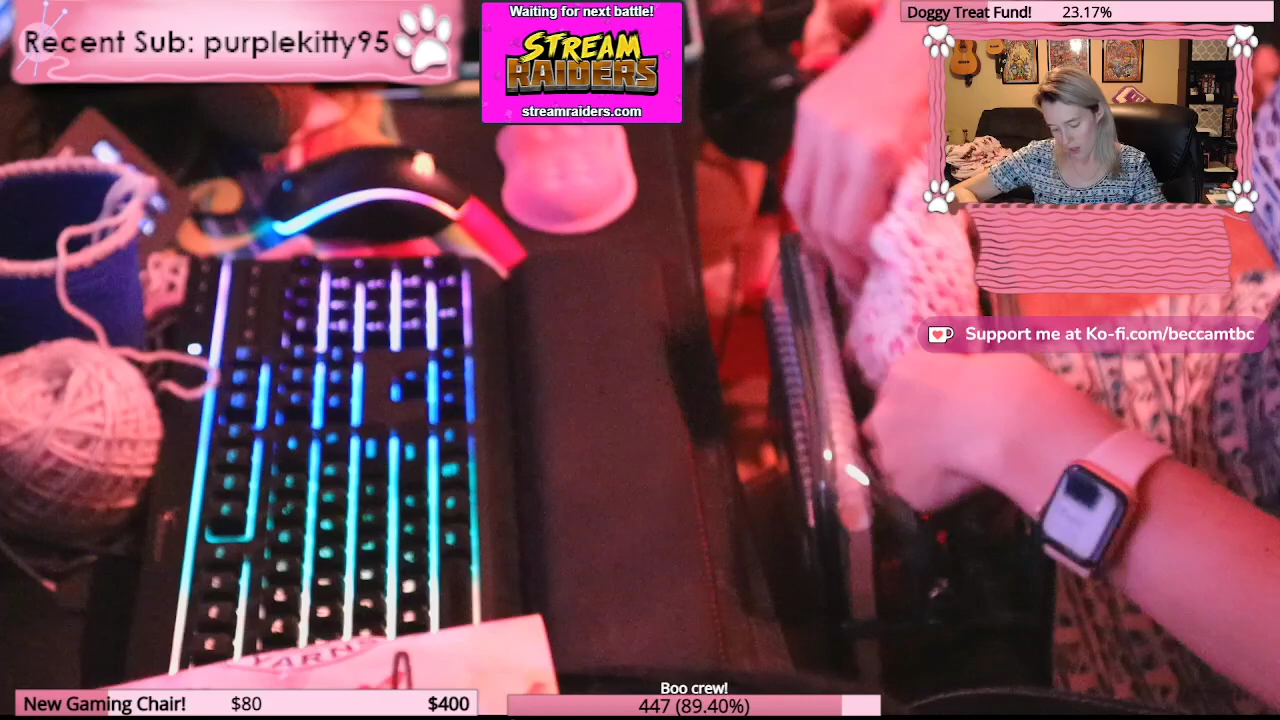 Recent Sub: purplekitty95
Waiting for next battle!
STREAM
RAIDERS
streamraiders.com
Doggy Treat Fund! 23.17%
Support me at Ko-fi.com/beccamtbc
YARN
New Gaming Chair! $80 $400
Boo crew!
447 (89.40%)